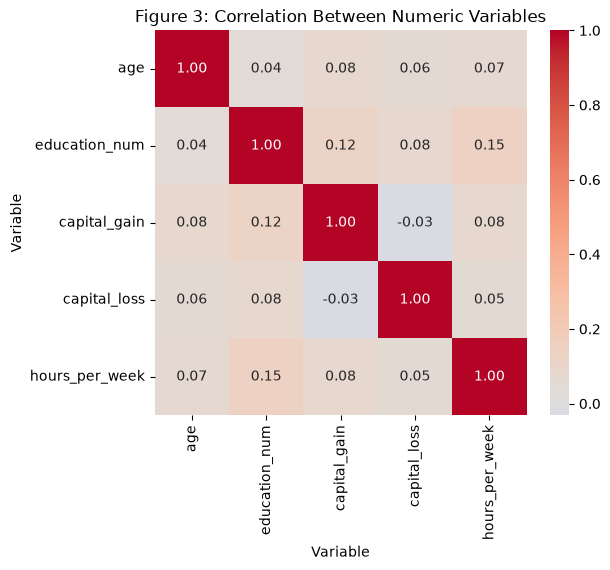 Figure 3: Correlation Between Numeric Variables
age 1.00 0.04 0.08 0.06 0.07
education_num 0.04 1.00 0.12 0.08 0.15
capital_gain 0.08 0.12 1.00 -0.03 0.08
capital_loss 0.06 0.08 -0.03 1.00 0.05
hours_per_week 0.07 0.15 0.08 0.05 1.00
Variable
age
education_num
capital_gain
capital_loss
hours_per_week
Variable
1.0
0.8
0.6
0.4
0.2
0.0